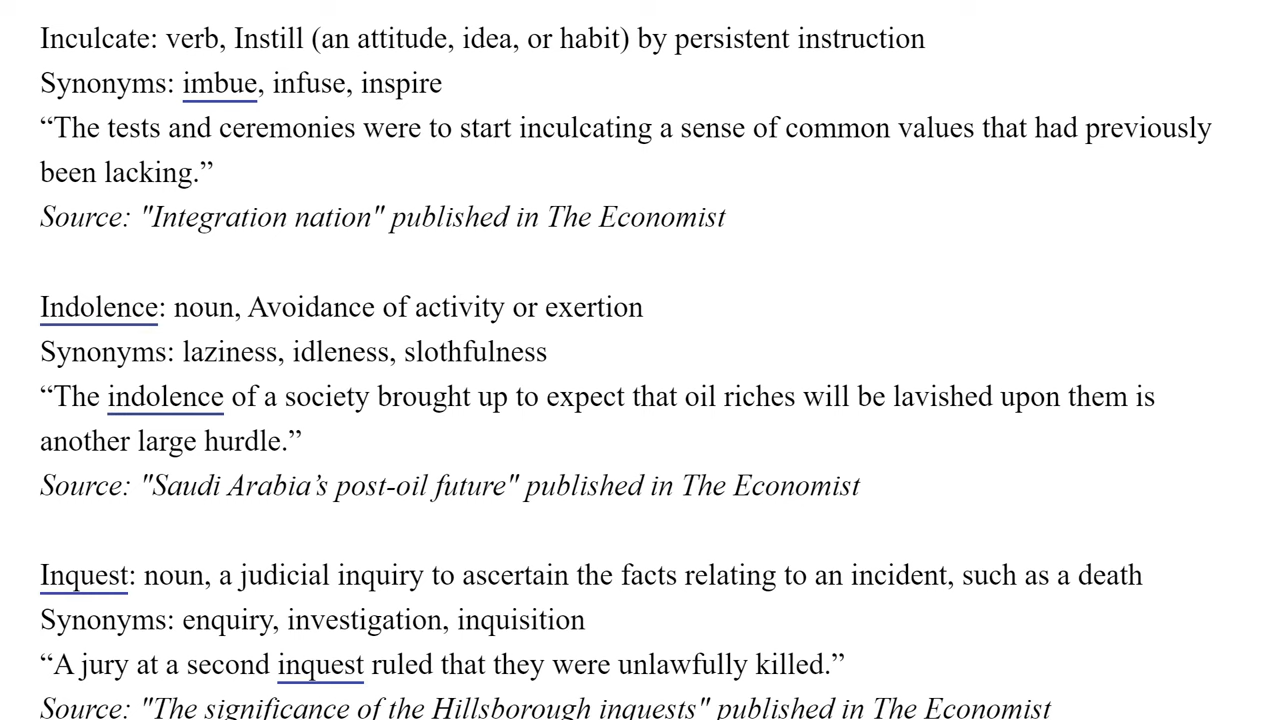 Inculcate: verb, Instill (an attitude, idea, or habit) by persistent instruction
Synonyms: imbue, infuse, inspire
“The tests and ceremonies were to start inculcating a sense of common values that had previously
been lacking.”
Source: "Integration nation" published in The Economist
Indolence: noun, Avoidance of activity or exertion
Synonyms: laziness, idleness, slothfulness
“The indolence of a society brought up to expect that oil riches will be lavished upon them is
another large hurdle.”
Source: "Saudi Arabia’s post-oil future" published in The Economist
Inquest: noun, a judicial inquiry to ascertain the facts relating to an incident, such as a death
Synonyms: enquiry, investigation, inquisition
“A jury at a second inquest ruled that they were unlawfully killed.”
Source: "The significance of the Hillsborough inquests" published in The Economist